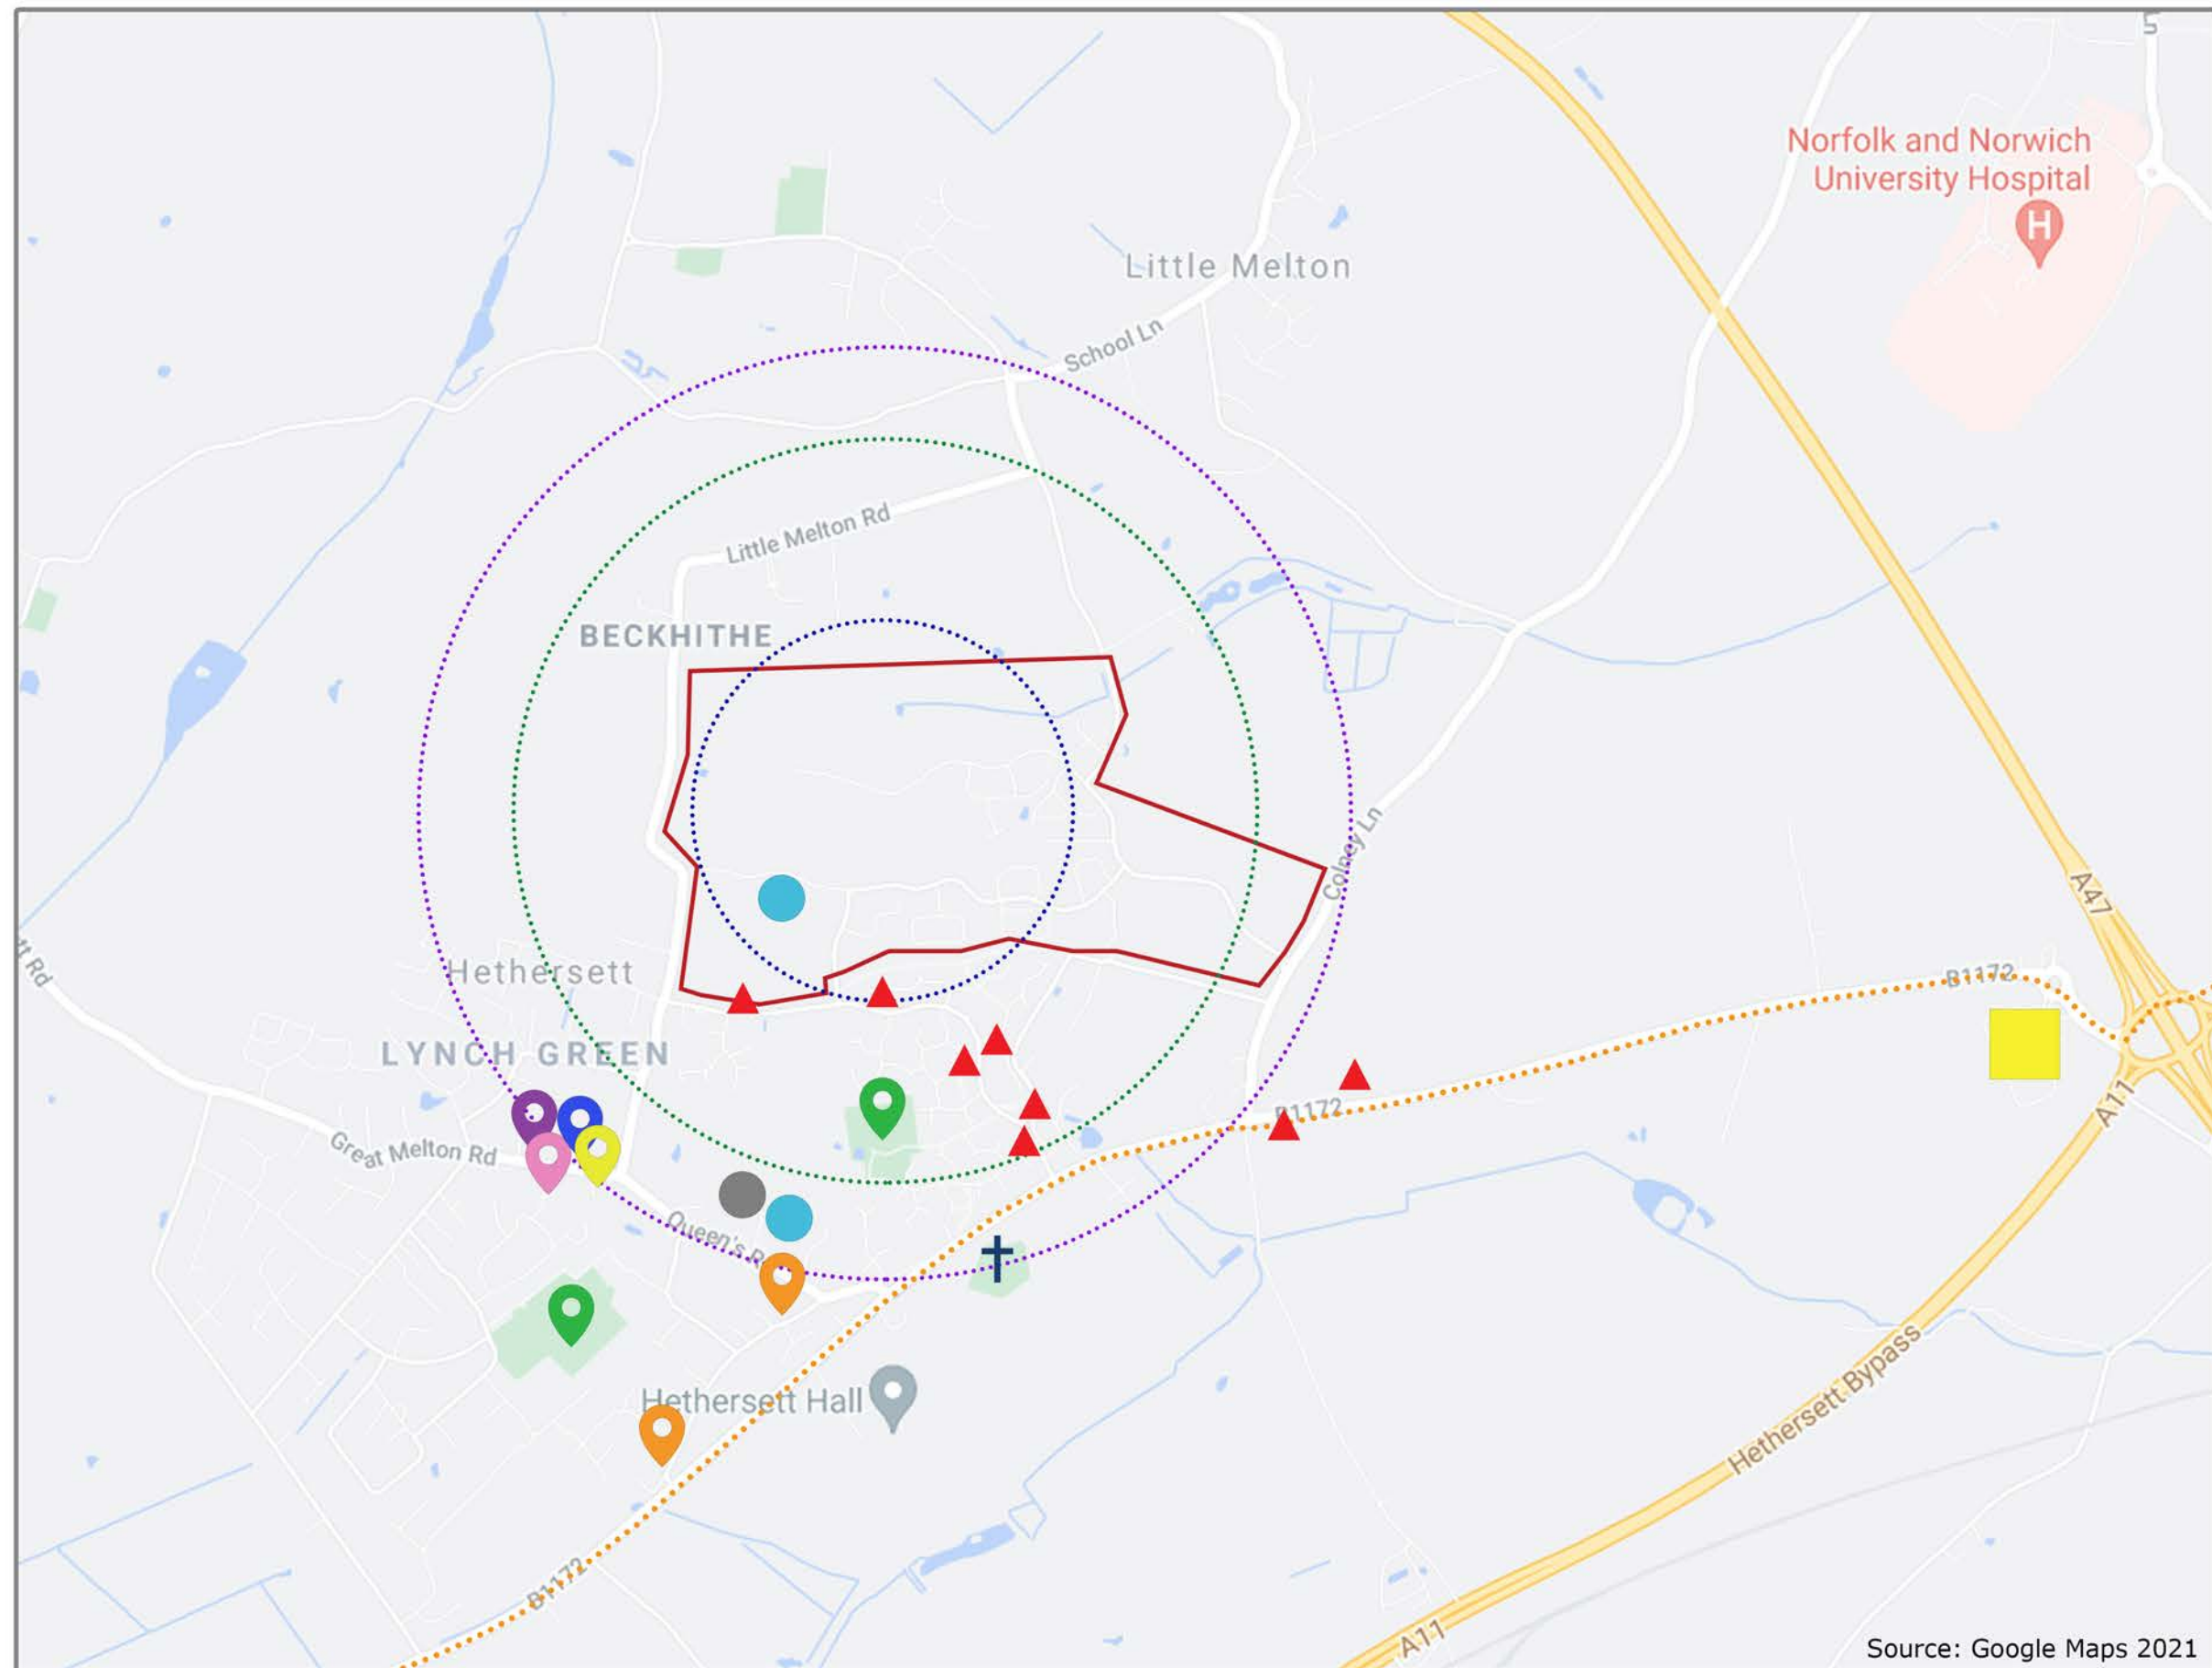 Norfolk and Norwich
University Hospital
H
Little Melton
School Ln
Little Melton Rd
BECKHITHE
Colney Ln
A47
Hethersett
B1172
LYNCH GREEN
B1172
A11
Great Melton Rd
Queen's R
Hethersett Hall
Hethersett Bypass
B1172
A11
Source: Google Maps 2021